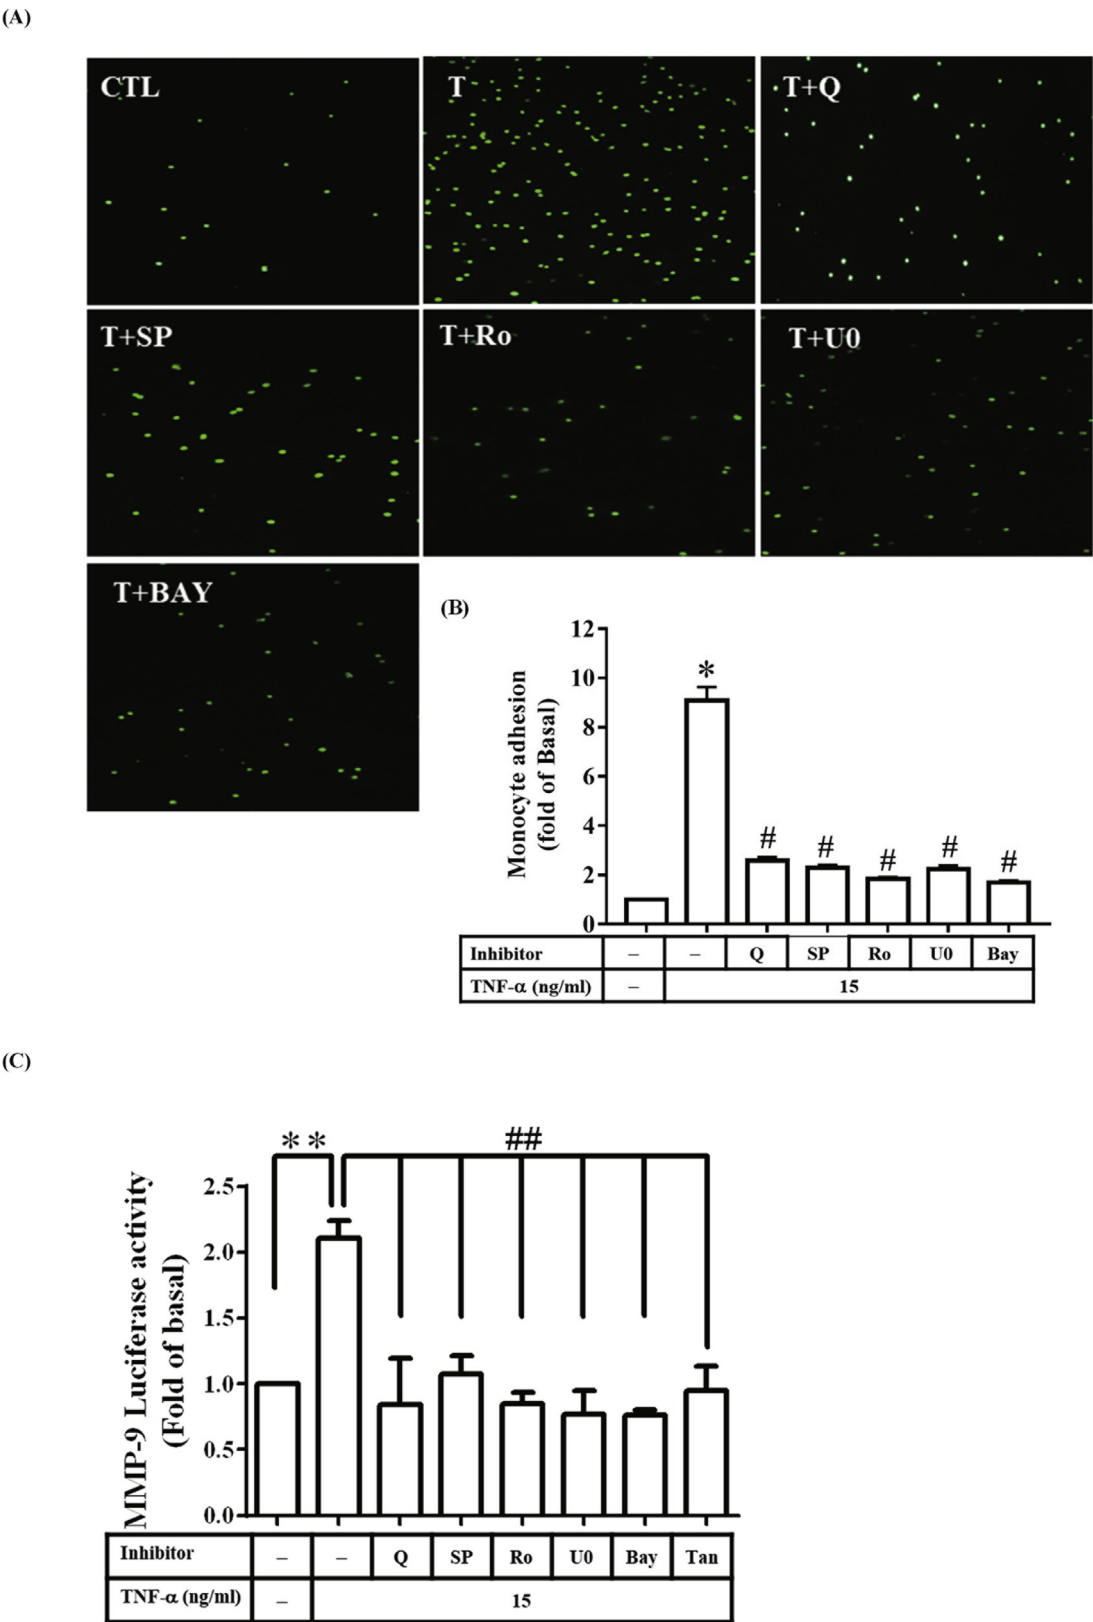 (A)
CTL
T
T+Q
T+SP
T+Ro
T+U0
T+BAY
(B)
Monocyte adhesion
(fold of Basal)
12
10
8
6
4
2
0
*
#
#
#
#
#
Inhibitor – – Q SP Ro U0 Bay
TNF-α (ng/ml) – 15
(C)
MMP-9 Luciferase activity
(Fold of basal)
2.5
2.0
1.5
1.0
0.5
0.0
**
##
Inhibitor – – Q SP Ro U0 Bay Tan
TNF-α (ng/ml) – 15